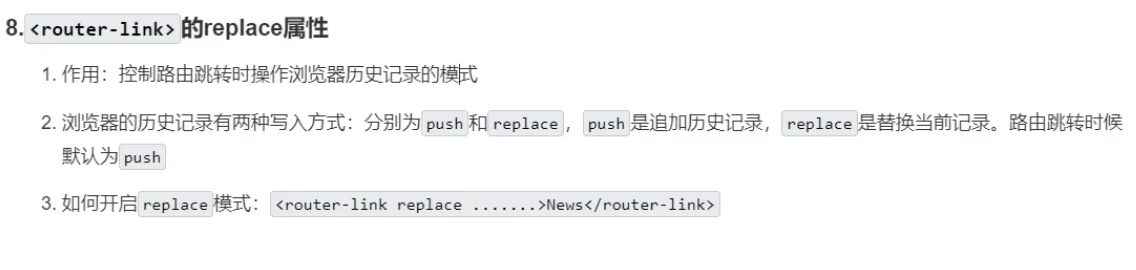 8.<router-link>的replace属性
1. 作用：控制路由跳转时操作浏览器历史记录的模式
2. 浏览器的历史记录有两种写入方式：分别为push和replace，push是追加历史记录，replace是替换当前记录。路由跳转时候
默认为push
3. 如何开启replace模式：<router-link replace .......>News</router-link>